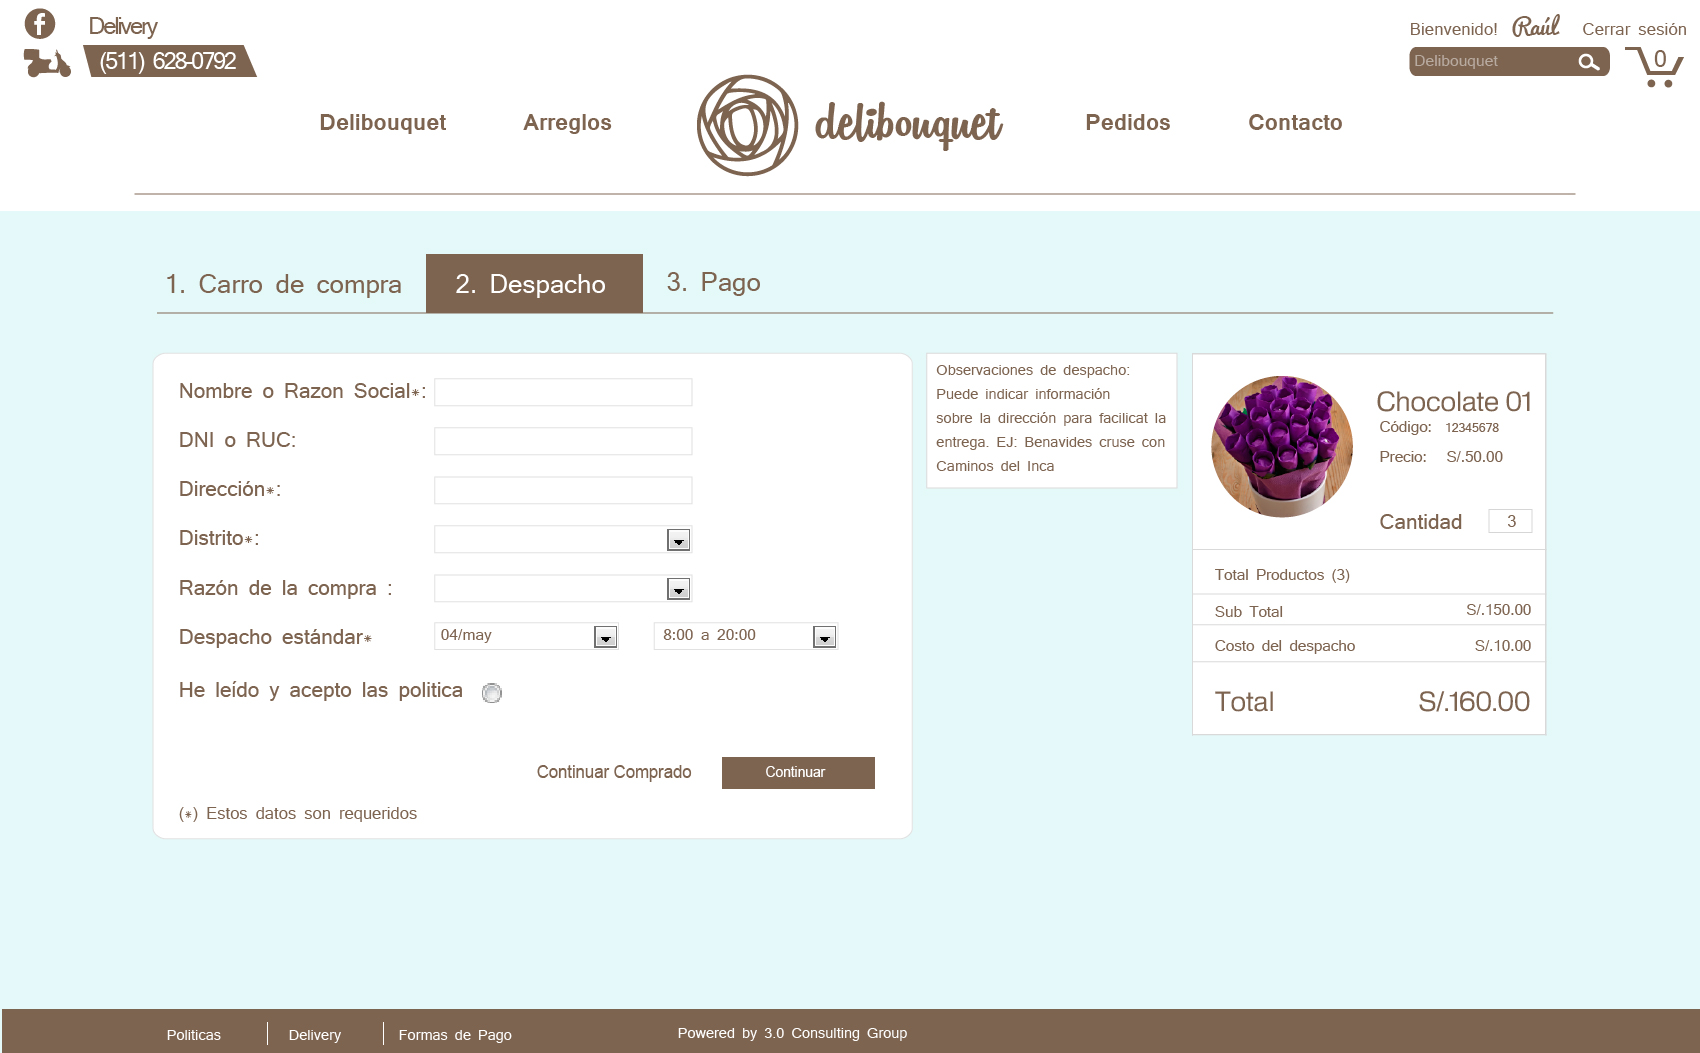 Delivery
(511) 628-0792
Bienvenido! Raúl Cerrar sesión
Delibouquet
0
Delibouquet Arreglos delibouquet Pedidos Contacto
1. Carro de compra 2. Despacho 3. Pago
Nombre o Razon Social*:
DNI o RUC:
Dirección*:
Distrito*:
Razón de la compra :
Despacho estándar* 04/may 8:00 a 20:00
He leído y acepto las politica
Continuar Comprado Continuar
(*) Estos datos son requeridos
Observaciones de despacho:
Puede indicar información
sobre la dirección para facilicat la
entrega. EJ: Benavides cruse con
Caminos del Inca
Chocolate 01
Código: 12345678
Precio: S/.50.00
Cantidad 3
Total Productos (3)
Sub Total S/.150.00
Costo del despacho S/.10.00
Total S/.160.00
Politicas Delivery Formas de Pago Powered by 3.0 Consulting Group